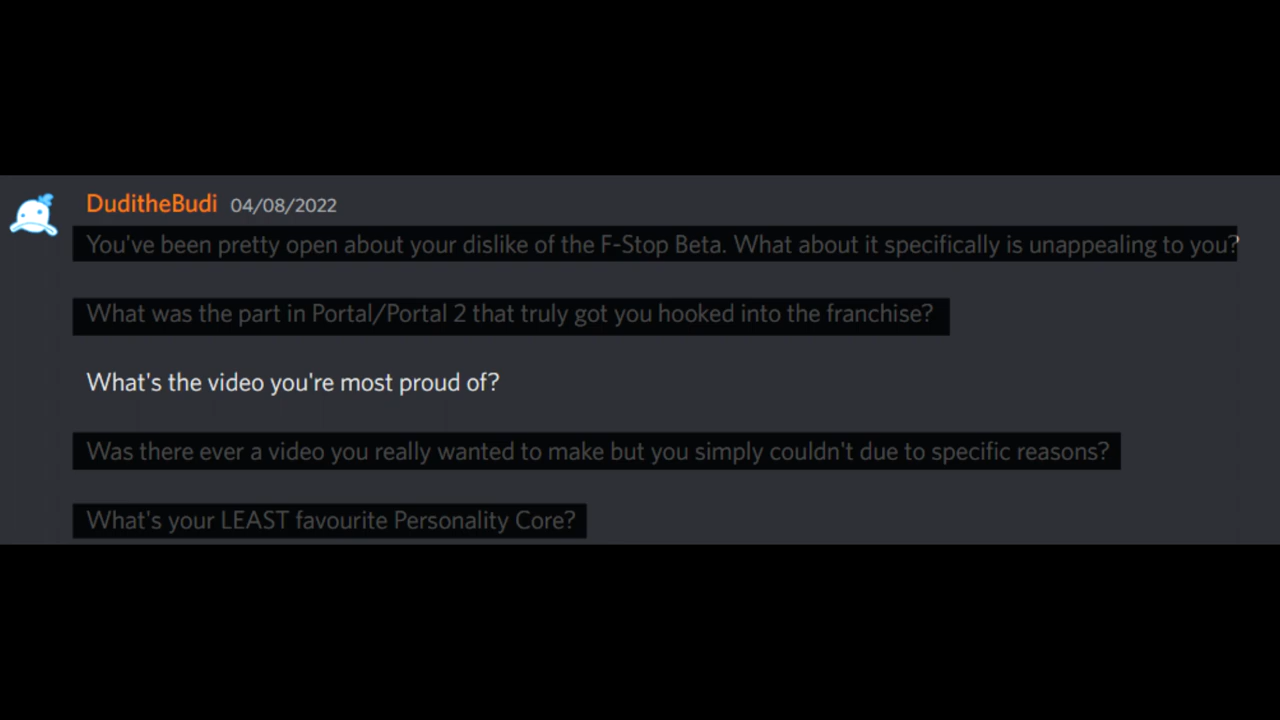 DuditheBudi 04/08/2022
You've been pretty open about your dislike of the F-Stop Beta. What about it specifically is unappealing to you?
What was the part in Portal/Portal 2 that truly got you hooked into the franchise?
What's the video you're most proud of?
Was there ever a video you really wanted to make but you simply couldn't due to specific reasons?
What's your LEAST favourite Personality Core?